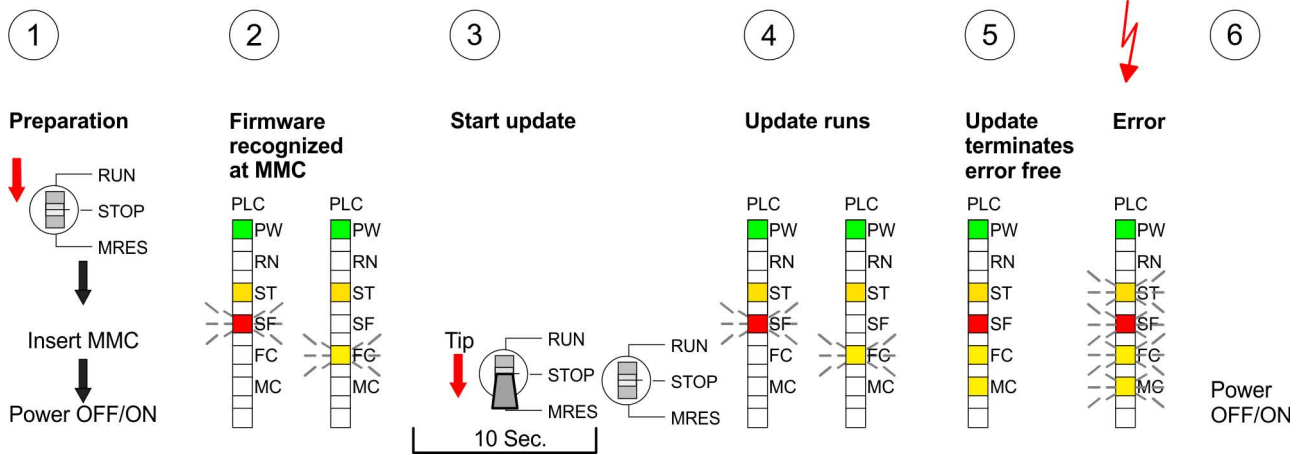 1
2
3
4
5
6
Preparation
Firmware
recognized
at MMC
Start update
Update runs
Update
terminates
error free
Error
RUN
STOP
MRES
Insert MMC
Power OFF/ON
PLC
PW
RN
ST
SF
FC
MC
PLC
PW
RN
ST
SF
FC
MC
Tip
RUN
STOP
MRES
10 Sec.
RUN
STOP
MRES
PLC
PW
RN
ST
SF
FC
MC
PLC
PW
RN
ST
SF
FC
MC
PLC
PW
RN
ST
SF
FC
MC
PLC
PW
RN
ST
SF
FC
MC
Power
OFF/ON